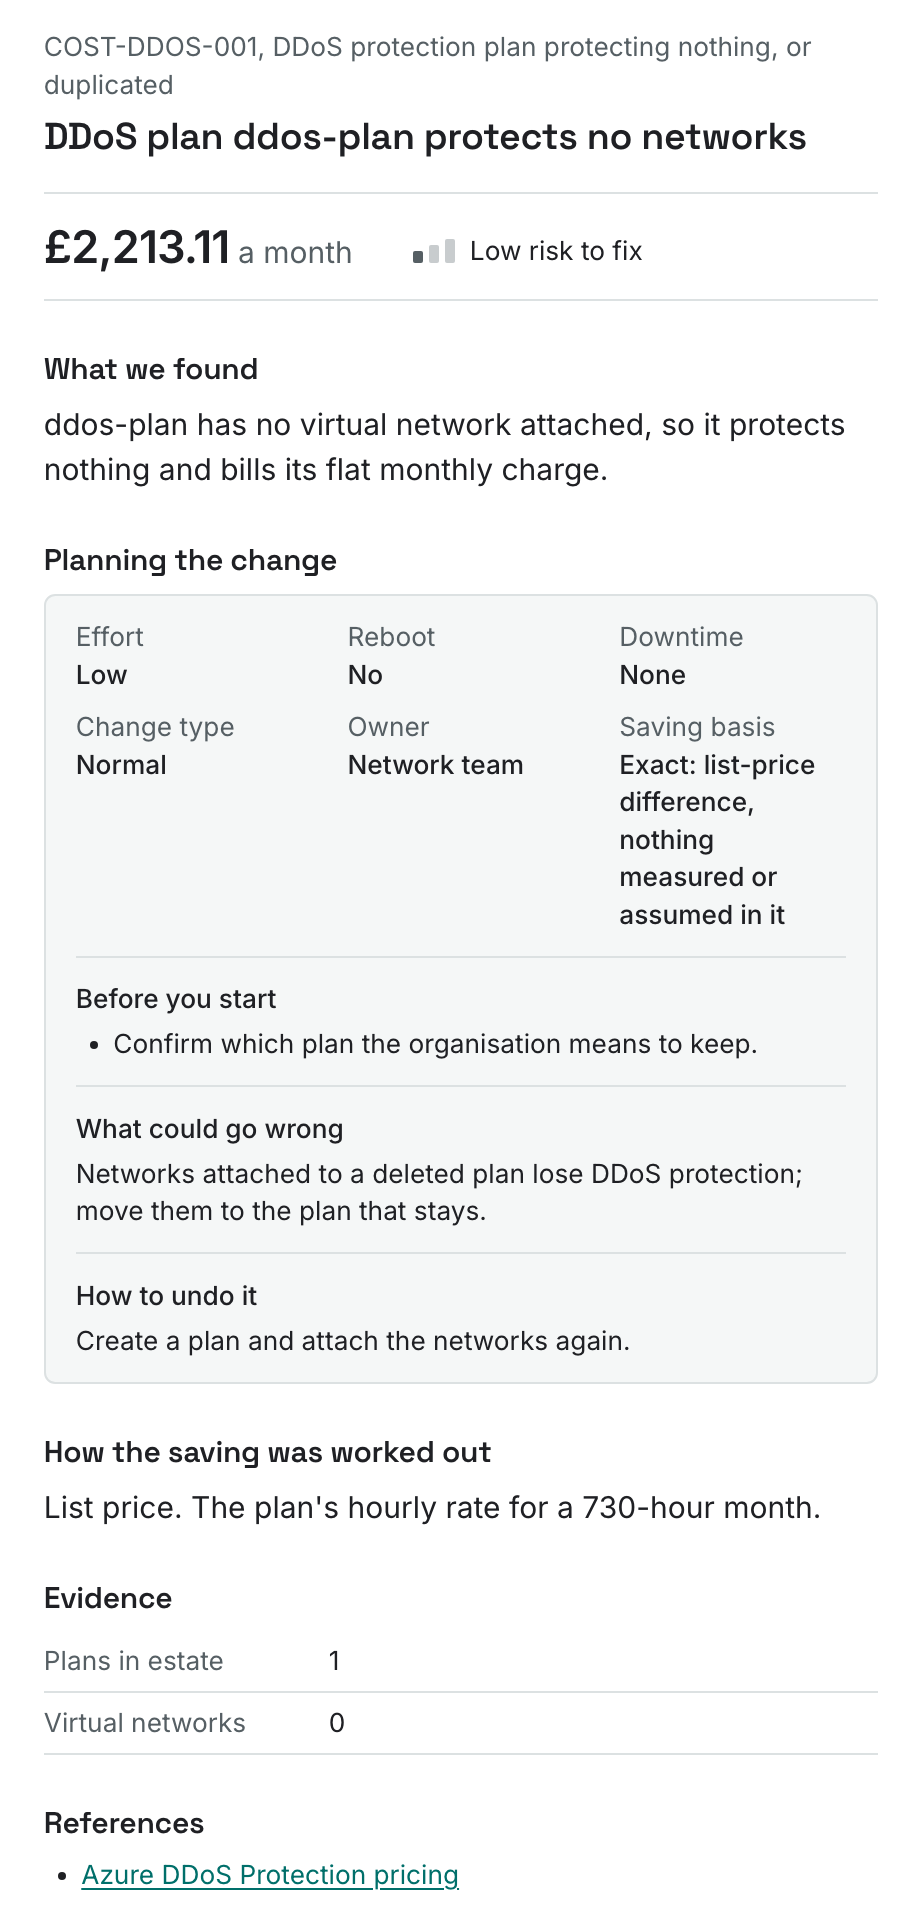 COST-DDOS-001, DDoS protection plan protecting nothing, or
duplicated
DDoS plan ddos-plan protects no networks
£2,213.11 a month
Low risk to fix
What we found
ddos-plan has no virtual network attached, so it protects
nothing and bills its flat monthly charge.
Planning the change
Effort
Low
Reboot
No
Downtime
None
Change type
Normal
Owner
Network team
Saving basis
Exact: list-price
difference,
nothing
measured or
assumed in it
Before you start
• Confirm which plan the organisation means to keep.
What could go wrong
Networks attached to a deleted plan lose DDoS protection;
move them to the plan that stays.
How to undo it
Create a plan and attach the networks again.
How the saving was worked out
List price. The plan's hourly rate for a 730-hour month.
Evidence
Plans in estate 1
Virtual networks 0
References
• Azure DDoS Protection pricing